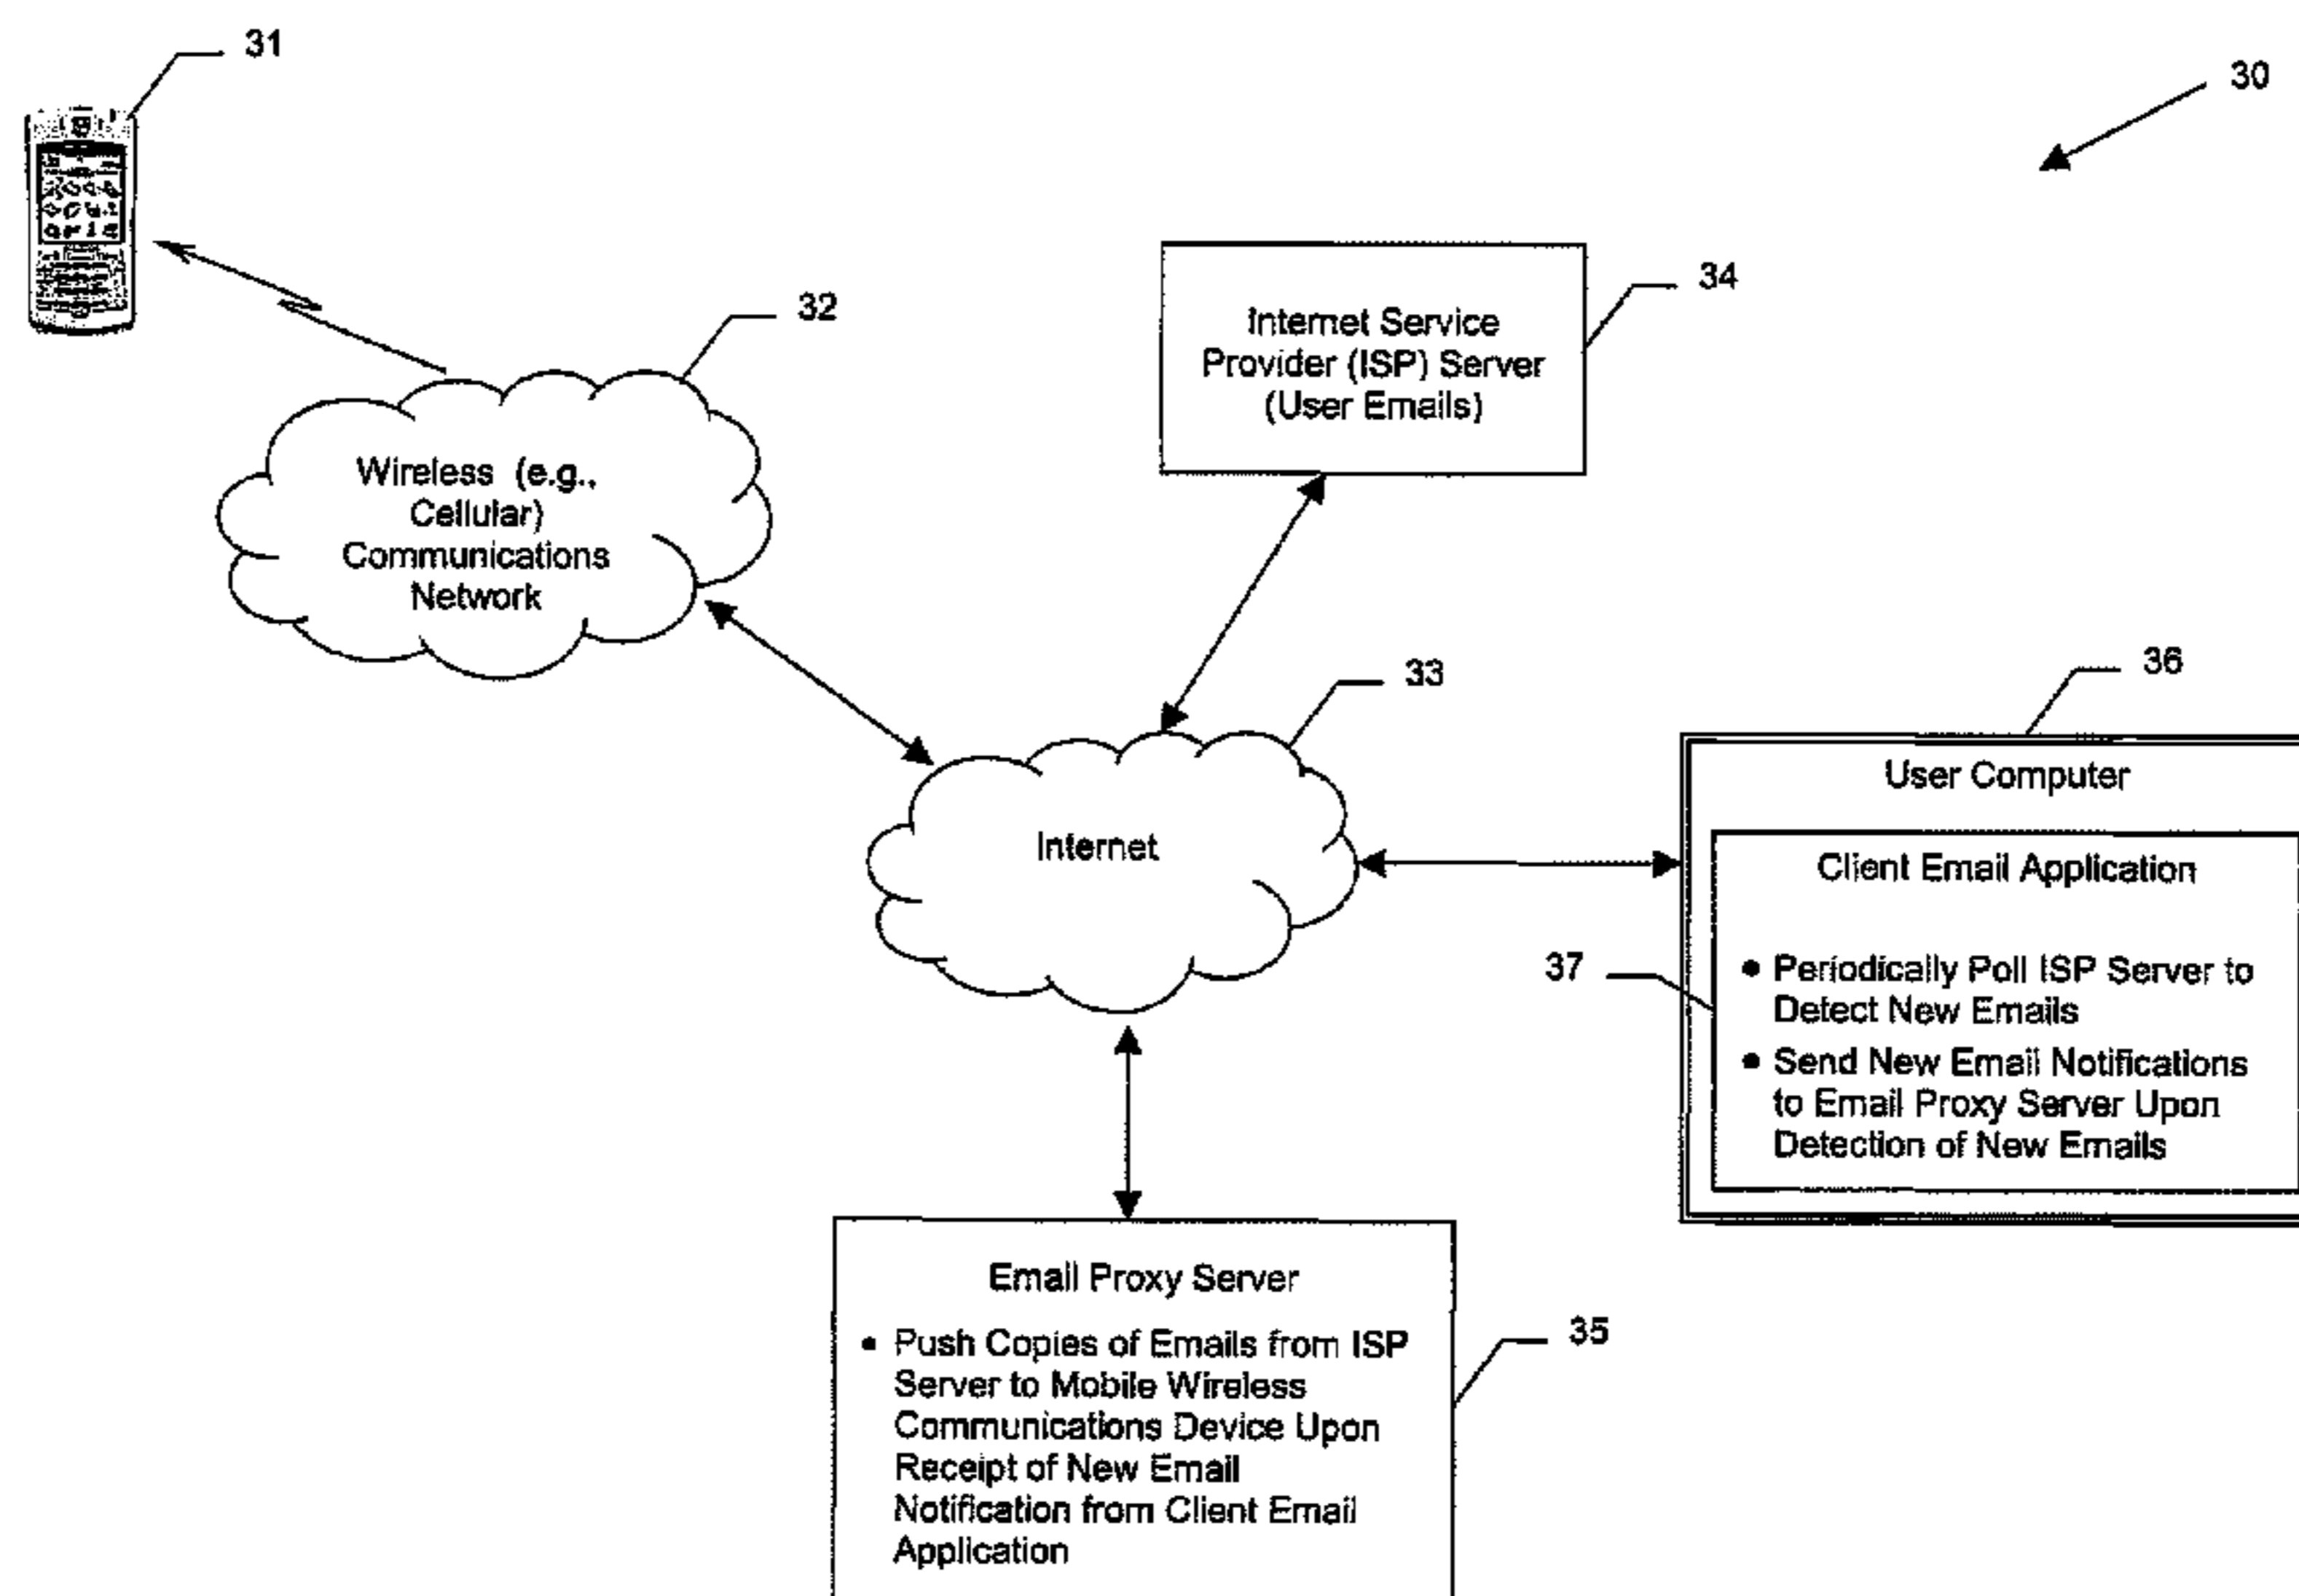 31
30
32
34
Internet Service
Provider (ISP) Server
(User Emails)
Wireless (e.g.,
Cellular)
Communications
Network
33
36
Internet
User Computer
Client Email Application
37
• Periodically Poll ISP Server to
Detect New Emails
• Send New Email Notifications
to Email Proxy Server Upon
Detection of New Emails
Email Proxy Server
• Push Copies of Emails from ISP
Server to Mobile Wireless
Communications Device Upon
Receipt of New Email
Notification from Client Email
Application
35